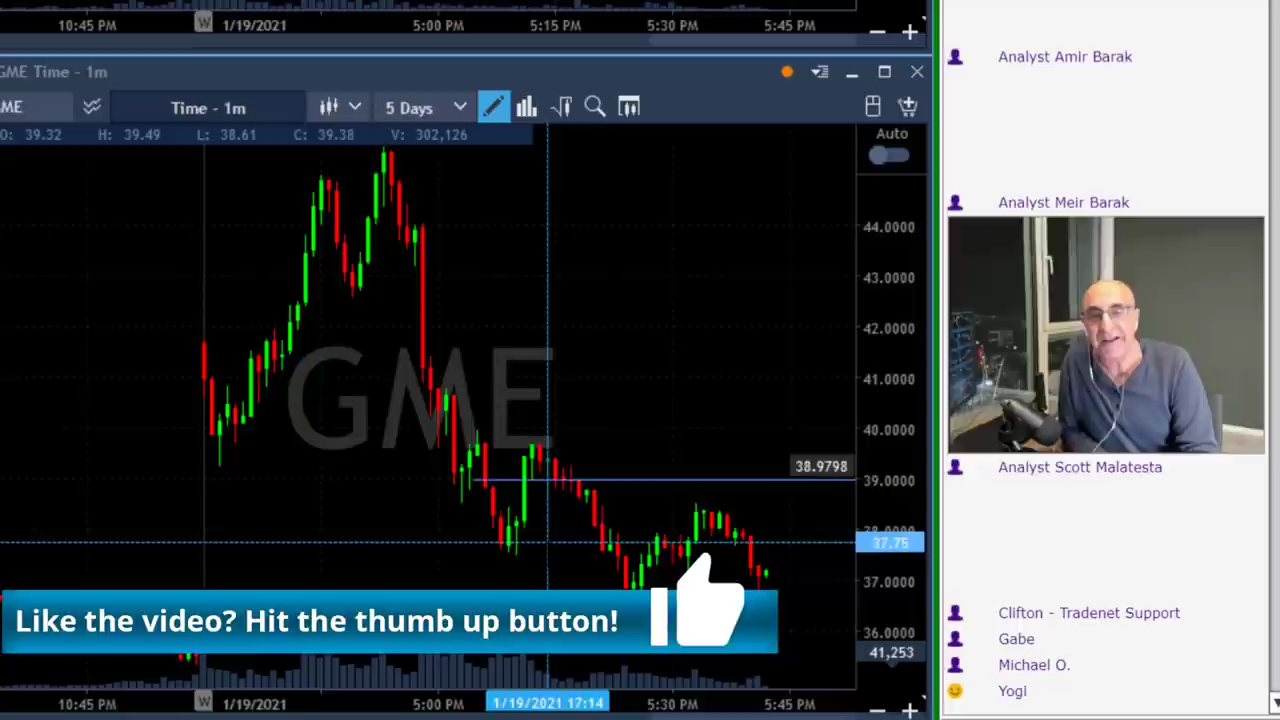 10:45 PM W 1/19/2021 5:00 PM 5:15 PM 5:30 PM 5:45 PM
GME Time - 1m
ME Time - 1m 5 Days
O: 39.32 H: 39.49 L: 38.61 C: 39.38 V: 302,126
Auto
44.0000
43.0000
42.0000
41.0000
40.0000
38.9798
39.0000
38.0000
37.75
37.0000
36.0000
41,253
GME
Like the video? Hit the thumb up button!
10:45 PM W 1/19/2021 5:00 PM 1/19/2021 17:14 5:30 PM 5:45 PM
Analyst Amir Barak
Analyst Meir Barak
Analyst Scott Malatesta
Clifton - Tradenet Support
Gabe
Michael O.
Yogi